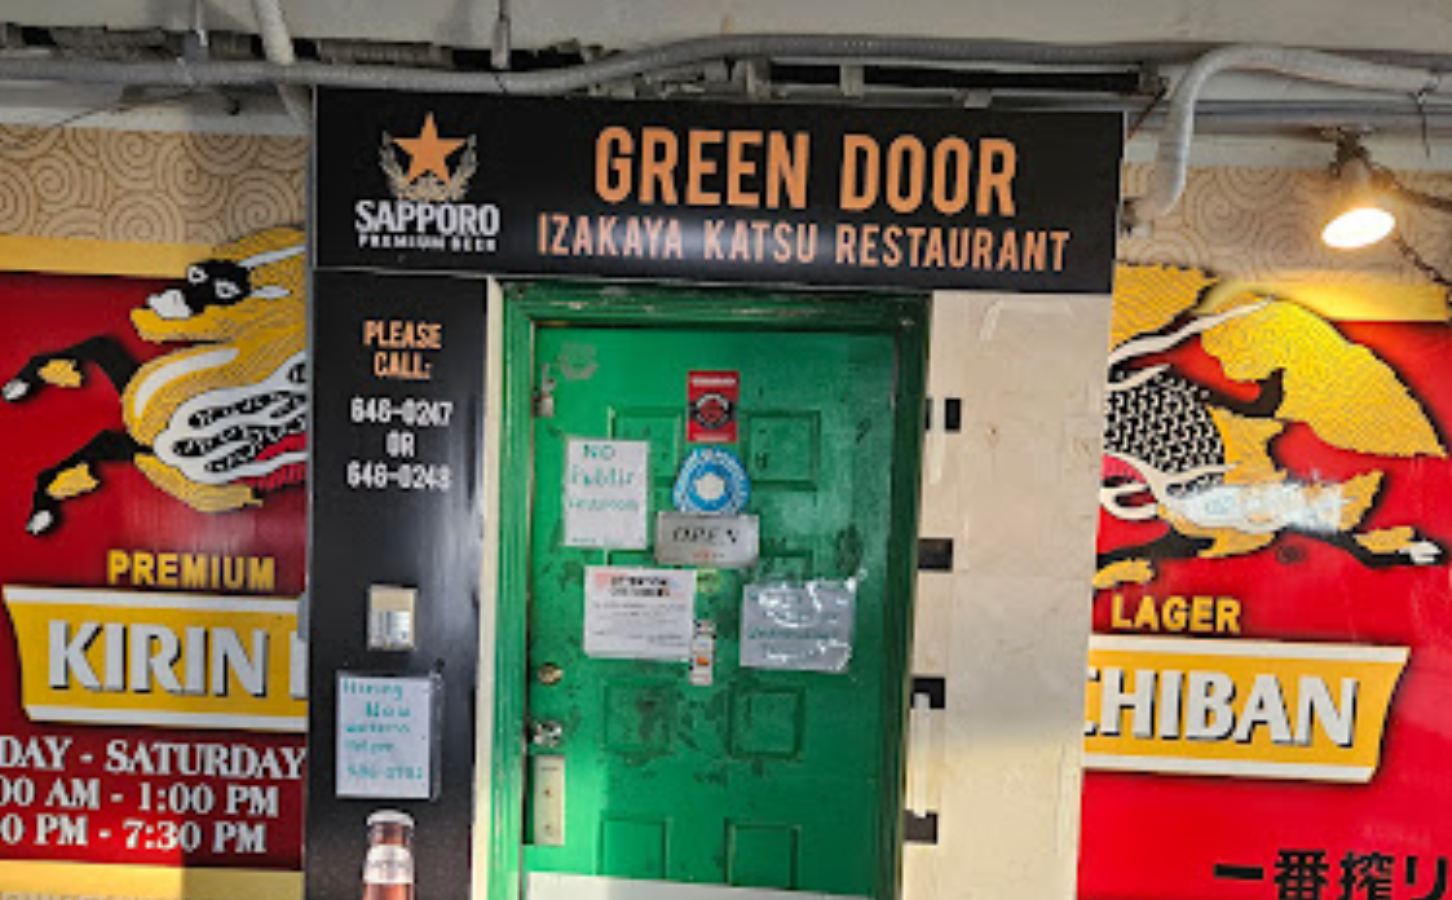 SAPPORO
PREMIUM BEER
GREEN DOOR
IZAKAYA KATSU RESTAURANT
PLEASE
CALL:
646-0247
OR
646-0248
NO
Public
OPEN
Hiring
Now
PREMIUM
KIRIN
DAY - SATURDAY
00 AM - 1:00 PM
0 PM - 7:30 PM
LAGER
CHIBAN
一番搾り